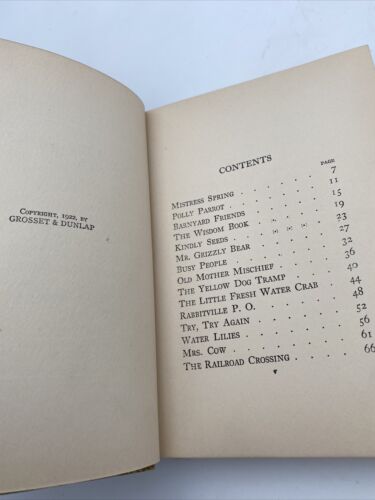 COPYRIGHT, 1922, BY
GROSSET & DUNLAP
CONTENTS
PAGE
MISTRESS SPRING . . . . . 7
POLLY PARROT . . . . . 11
BARNYARD FRIENDS . . . . 15
THE WISDOM BOOK . . . . 19
KINDLY SEEDS . . . . . 23
MR. GRIZZLY BEAR . . . . 27
BUSY PEOPLE . . . . . 32
OLD MOTHER MISCHIEF . . . . 36
THE YELLOW DOG TRAMP . . . . 40
THE LITTLE FRESH WATER CRAB . . 44
RABBITVILLE P. O. . . . . 48
TRY, TRY AGAIN . . . . . 52
WATER LILIES . . . . . 56
MRS. COW . . . . . . 61
THE RAILROAD CROSSING . . . . 66
v